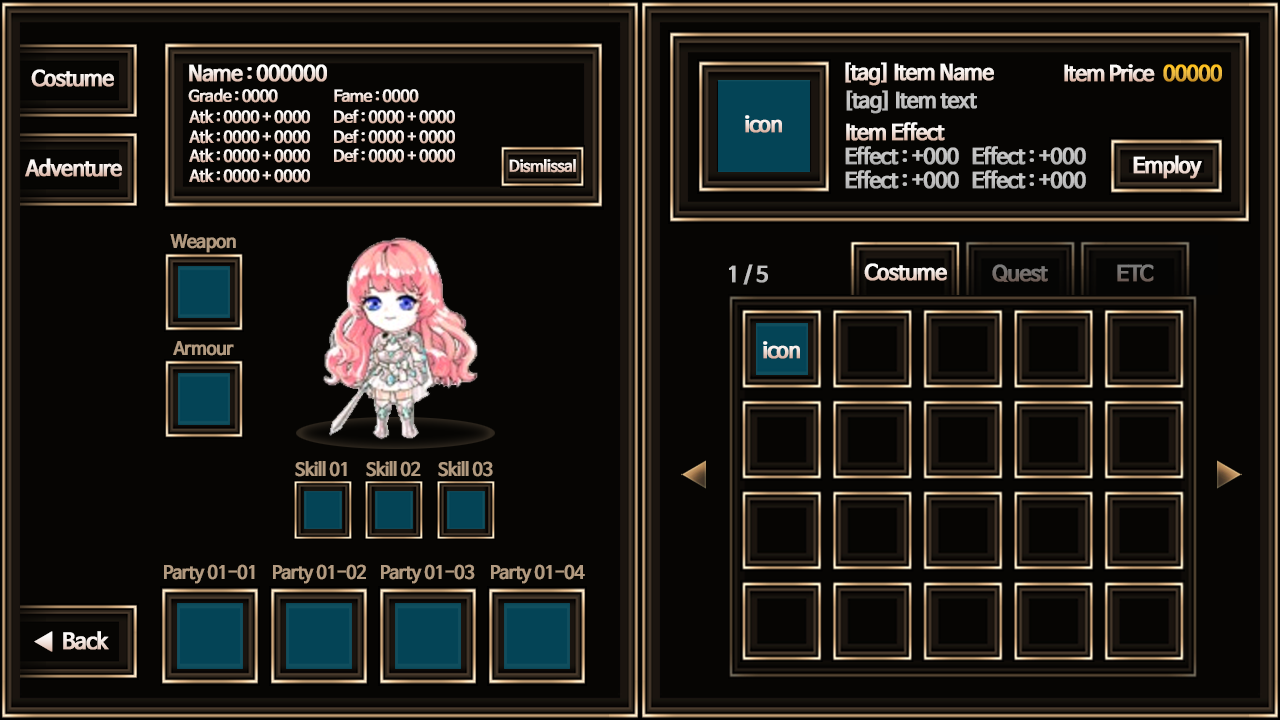 Costume
Adventure
Name : 000000
Grade : 0000 Fame : 0000
Atk : 0000 + 0000 Def : 0000 + 0000
Atk : 0000 + 0000 Def : 0000 + 0000
Atk : 0000 + 0000 Def : 0000 + 0000
Atk : 0000 + 0000
Dismlissal
Weapon
Armour
Skill 01 Skill 02 Skill 03
Party 01-01 Party 01-02 Party 01-03 Party 01-04
Back
icon
[tag] Item Name Item Price 00000
[tag] Item text
Item Effect
Effect : +000 Effect : +000
Effect : +000 Effect : +000
Employ
1 / 5
Costume Quest ETC
icon